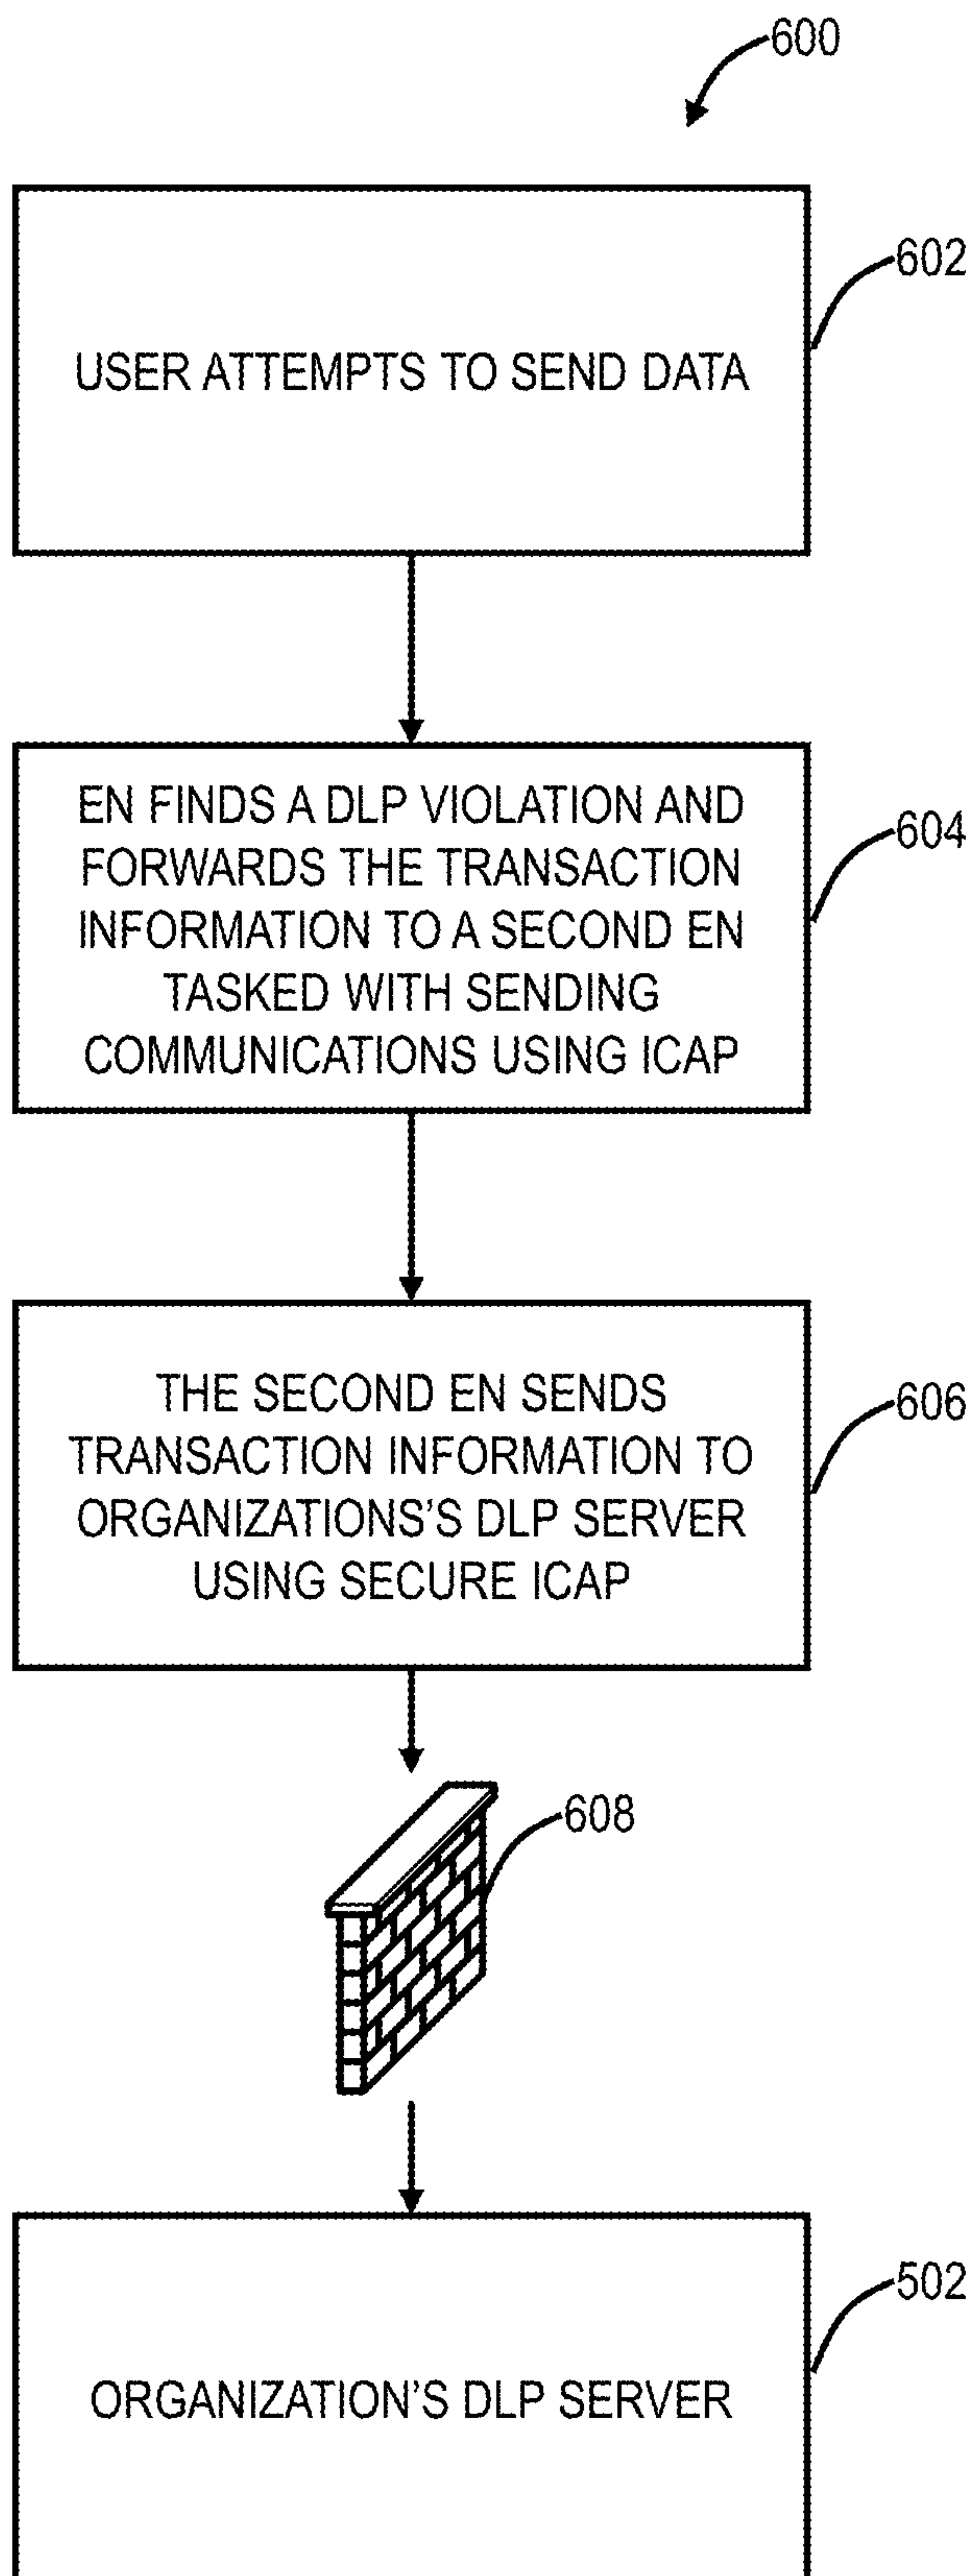 600
602
USER ATTEMPTS TO SEND DATA
EN FINDS A DLP VIOLATION AND
FORWARDS THE TRANSACTION
INFORMATION TO A SECOND EN
TASKED WITH SENDING
COMMUNICATIONS USING ICAP
604
THE SECOND EN SENDS
TRANSACTION INFORMATION TO
ORGANIZATIONS'S DLP SERVER
USING SECURE ICAP
606
608
502
ORGANIZATION'S DLP SERVER